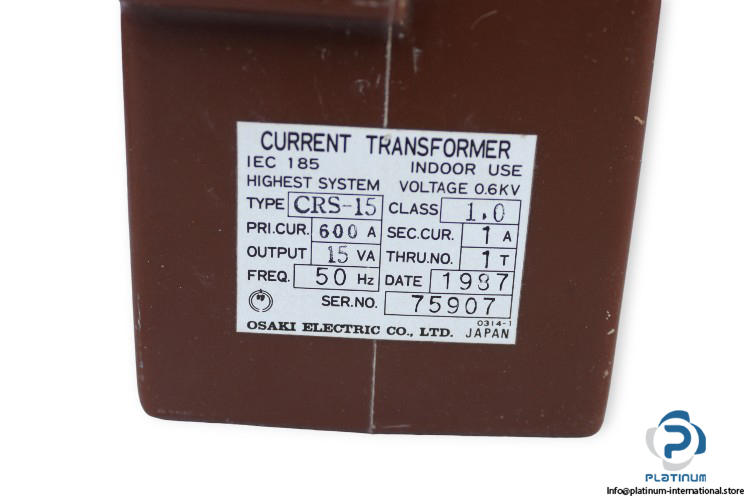 CURRENT TRANSFORMER
IEC 185 INDOOR USE
HIGHEST SYSTEM VOLTAGE 0.6KV
TYPE CRS-15 CLASS 1.0
PRI.CUR. 600 A SEC.CUR. 1 A
OUTPUT 15 VA THRU.NO. 1 T
FREQ. 50 Hz DATE 1987
SER.NO. 75907
0314-1
OSAKI ELECTRIC CO., LTD. JAPAN
PLATINUM
Info@platinum-international.store